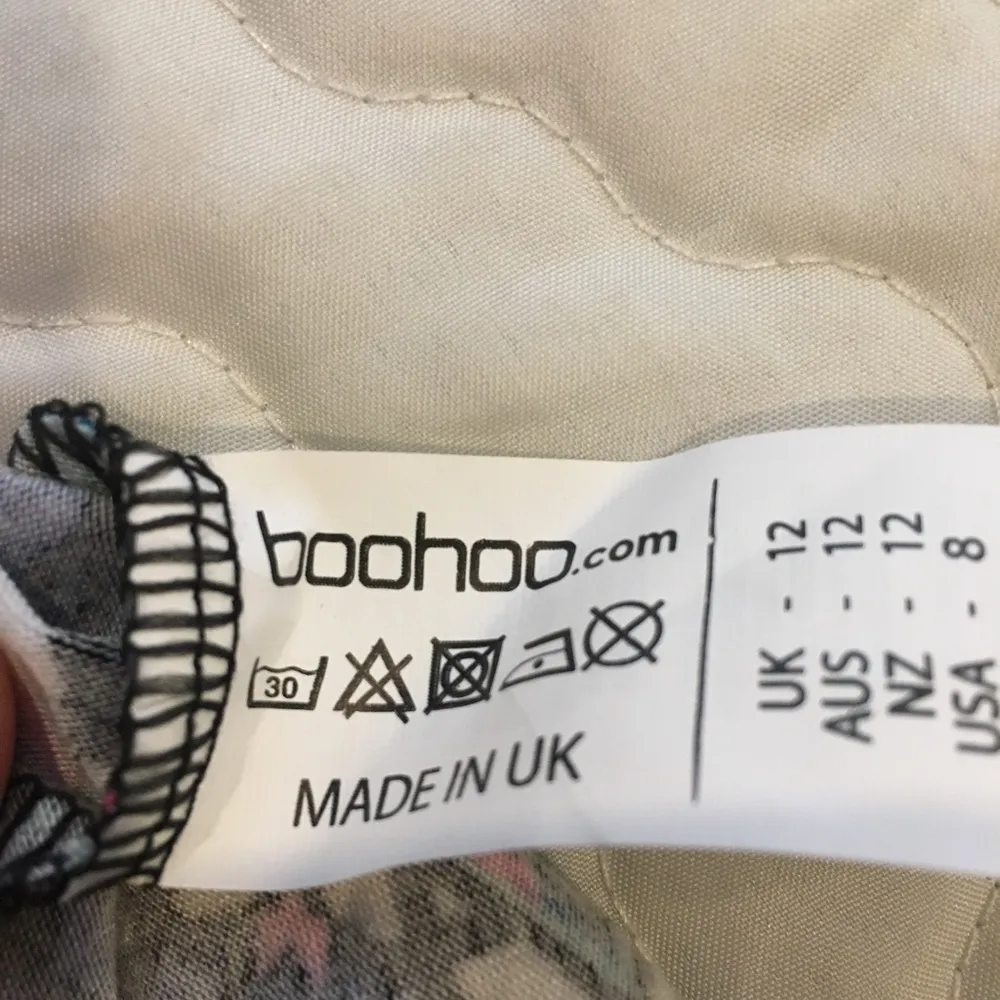 boohoo.com
30
MADE IN UK
UK - 12
AUS - 12
NZ - 12
USA - 8